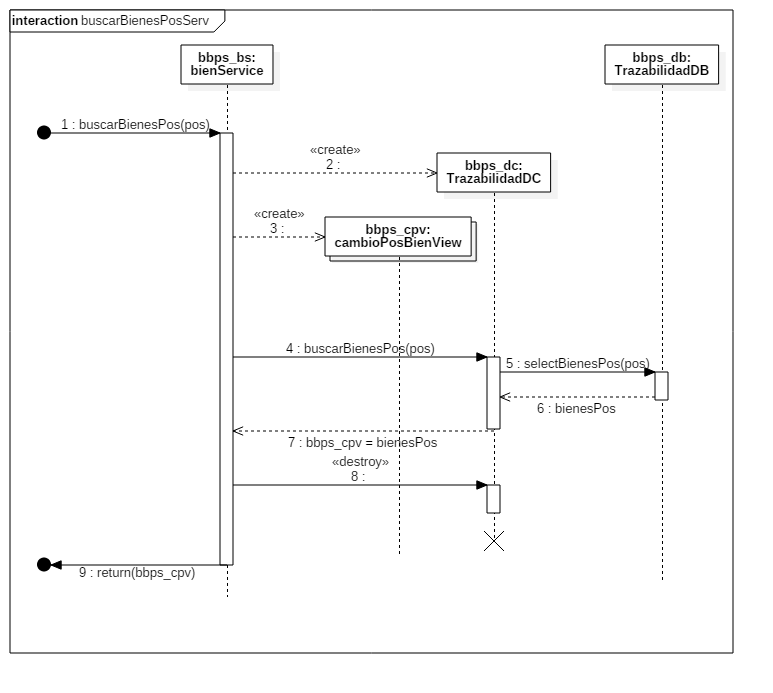 interaction buscarBienesPosServ
bbps_bs:
bienService
bbps_db:
TrazabilidadDB
1 : buscarBienesPos(pos)
«create»
2 :
bbps_dc:
TrazabilidadDC
«create»
3 :
bbps_cpv:
cambioPosBienView
4 : buscarBienesPos(pos)
5 : selectBienesPos(pos)
6 : bienesPos
7 : bbps_cpv = bienesPos
«destroy»
8 :
9 : return(bbps_cpv)